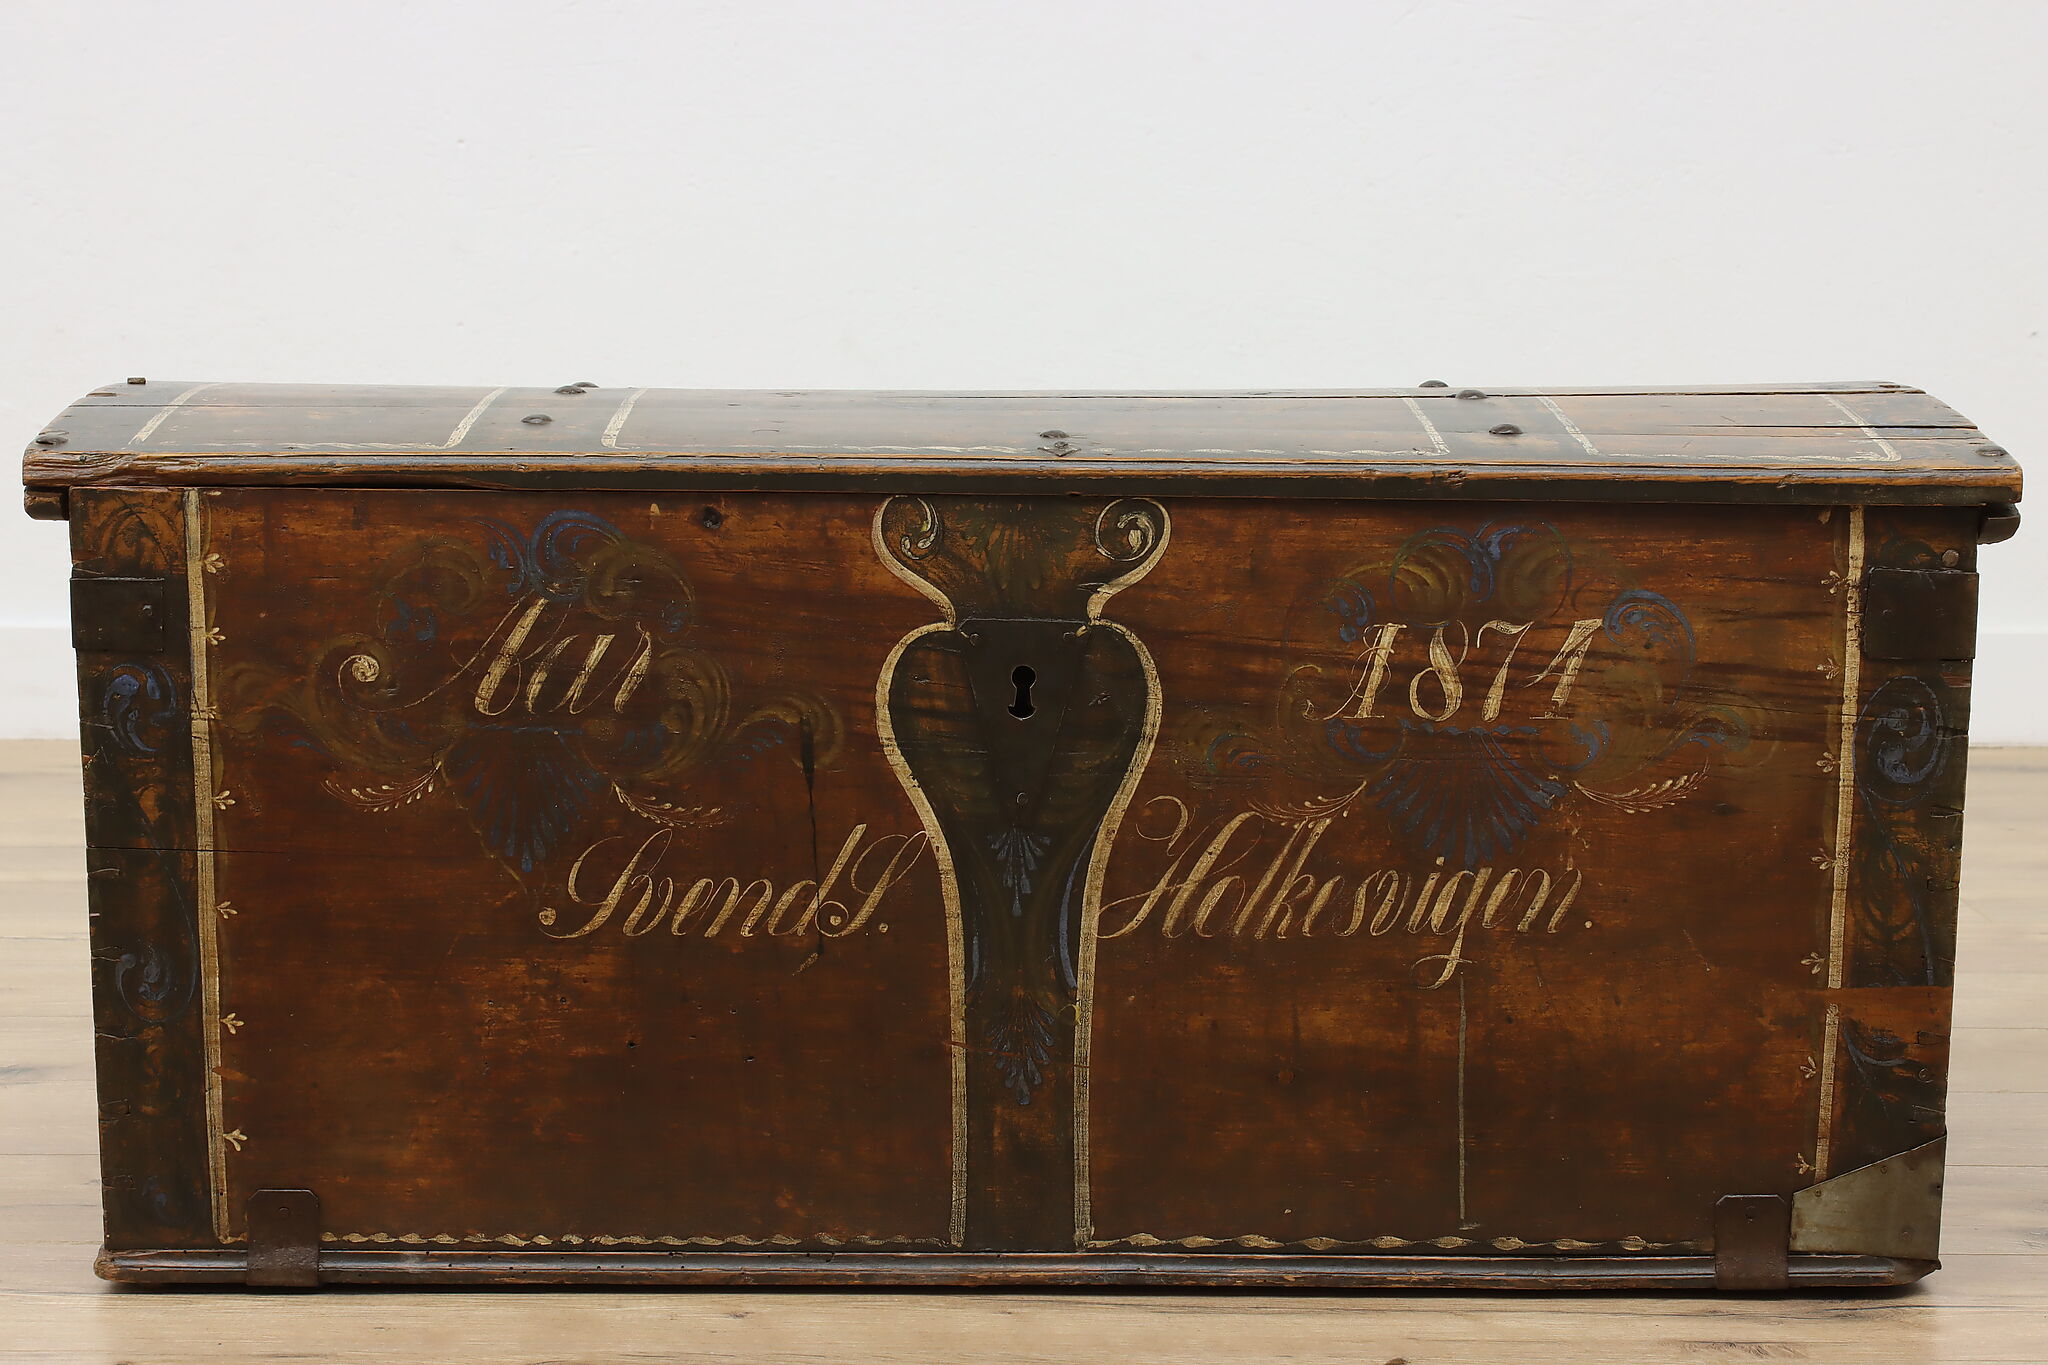 Aar 1874
Svend S. Holkesvigen.